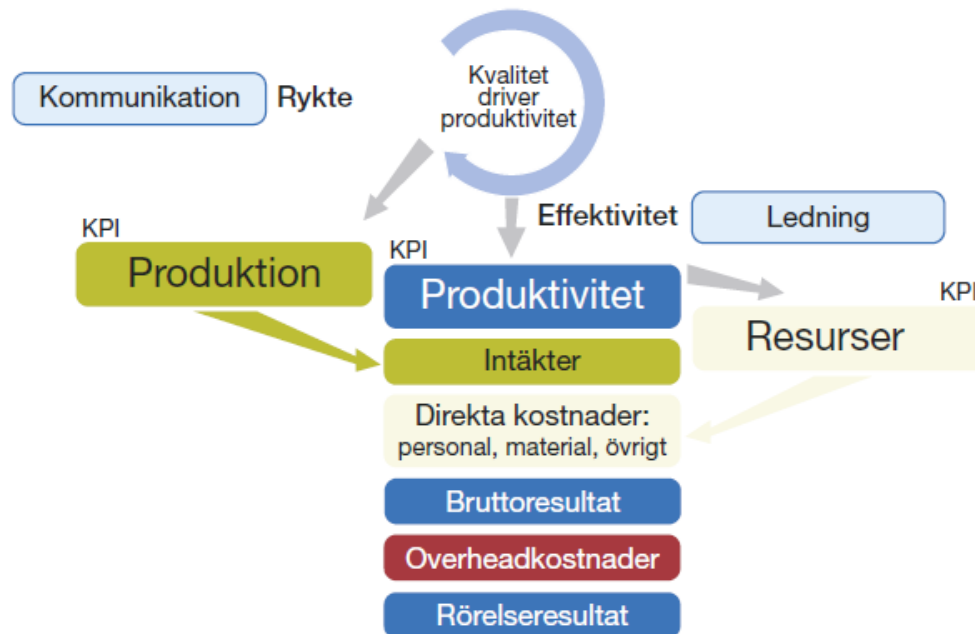 Kvalitet
driver
produktivitet
Kommunikation
Rykte
Effektivitet
Ledning
KPI
Produktion
KPI
Produktivitet
KPI
Resurser
Intäkter
Direkta kostnader:
personal, material, övrigt
Bruttoresultat
Overheadkostnader
Rörelseresultat